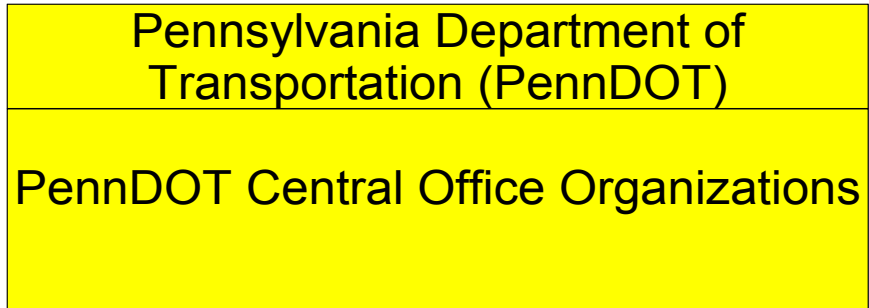 Pennsylvania Department of
Transportation (PennDOT)
PennDOT Central Office Organizations